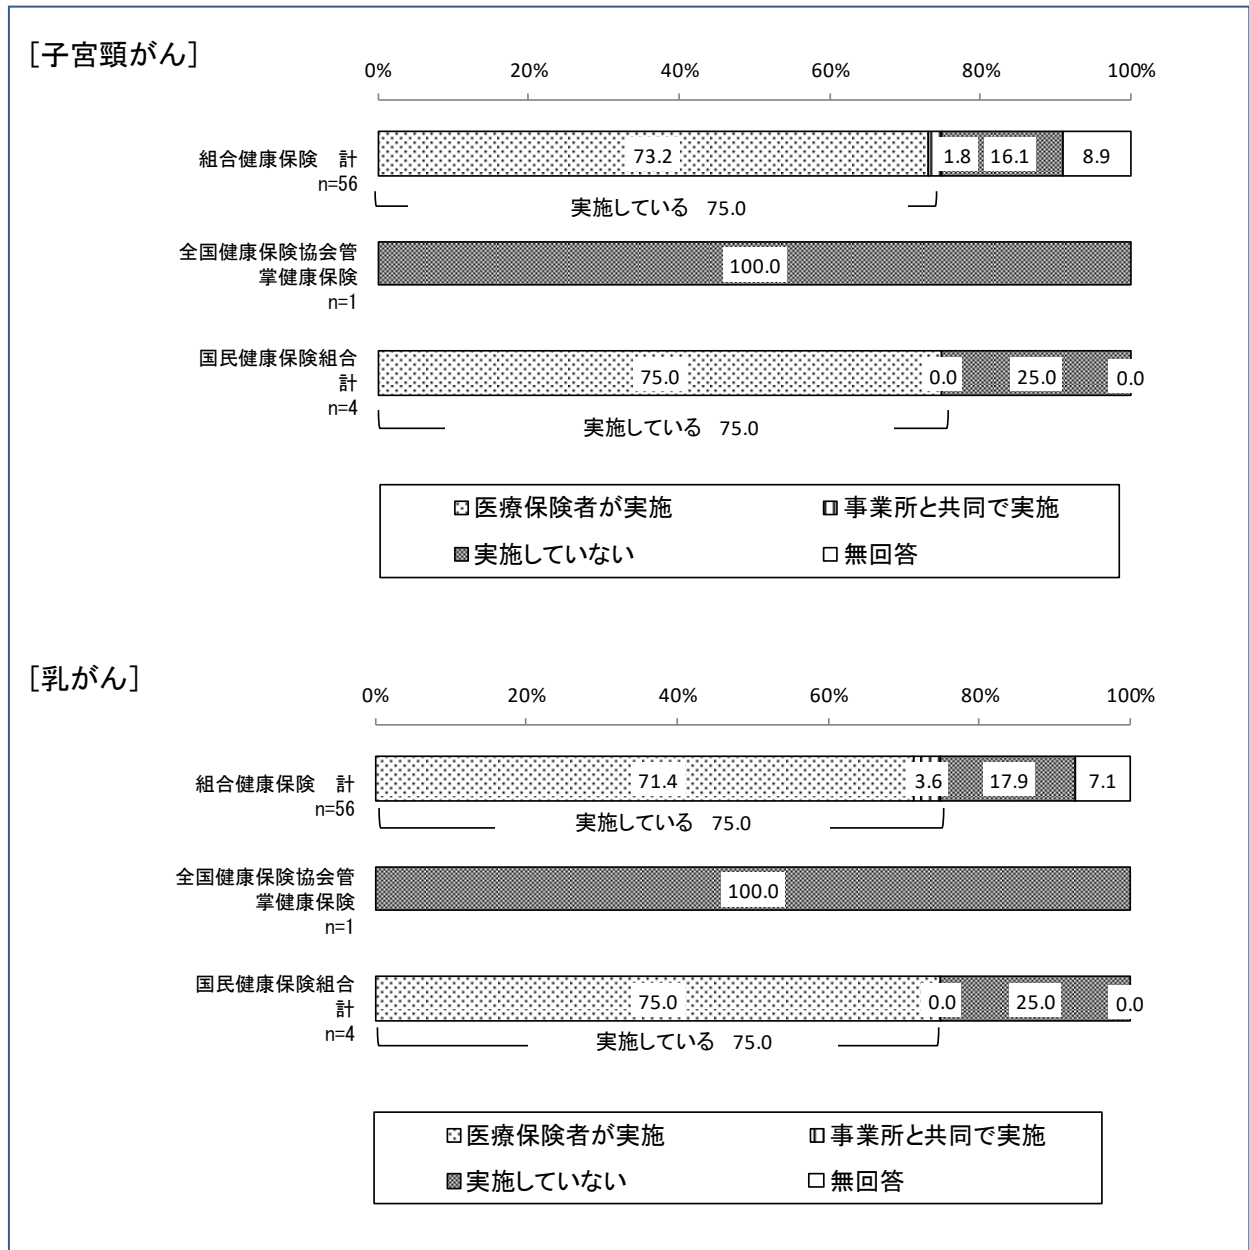 [子宮頸がん]
0% 20% 40% 60% 80% 100%
組合健康保険 計
n=56
73.2 1.8 16.1 8.9
実施している 75.0
全国健康保険協会管
掌健康保険
n=1
100.0
国民健康保険組合
計
n=4
75.0 0.0 25.0 0.0
実施している 75.0
医療保険者が実施 事業所と共同で実施
実施していない 無回答
[乳がん]
0% 20% 40% 60% 80% 100%
組合健康保険 計
n=56
71.4 3.6 17.9 7.1
実施している 75.0
全国健康保険協会管
掌健康保険
n=1
100.0
国民健康保険組合
計
n=4
75.0 0.0 25.0 0.0
実施している 75.0
医療保険者が実施 事業所と共同で実施
実施していない 無回答